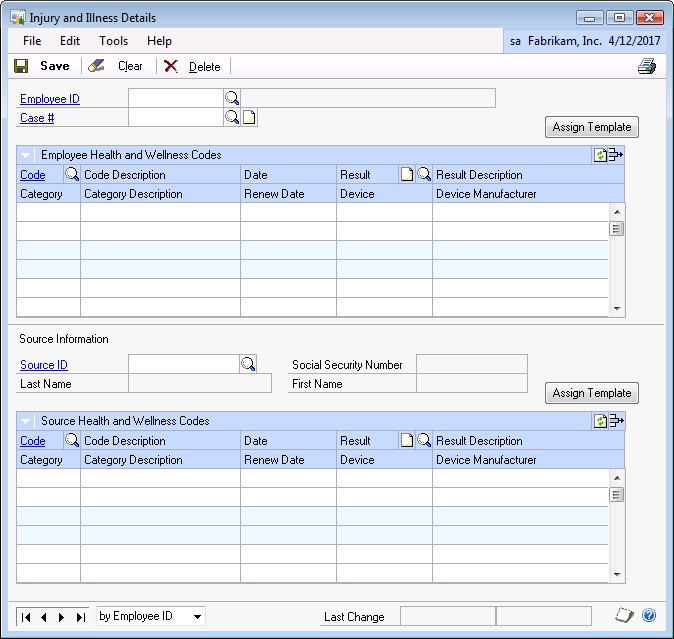 Injury and Illness Details
File Edit Tools Help sa Fabrikam, Inc. 4/12/2017
Save Clear Delete
Employee ID
Case #
Assign Template
Employee Health and Wellness Codes
Code Code Description Date Result Result Description
Category Category Description Renew Date Device Device Manufacturer
Source Information
Source ID Social Security Number
Last Name First Name
Assign Template
Source Health and Wellness Codes
Code Code Description Date Result Result Description
Category Category Description Renew Date Device Device Manufacturer
by Employee ID Last Change